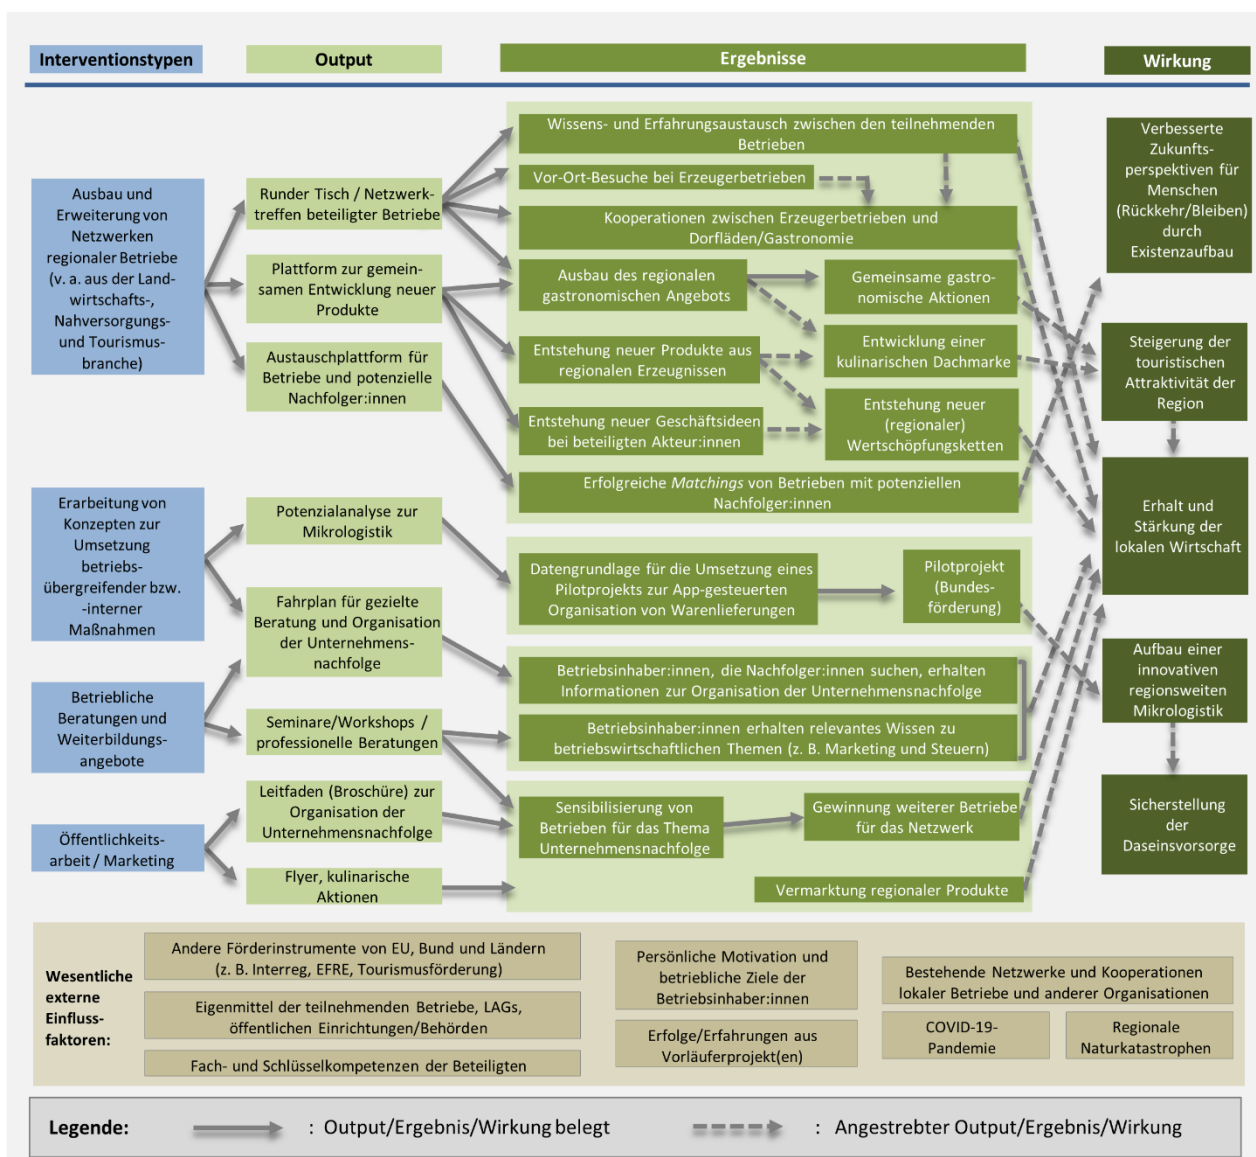 Interventionstypen
Output
Ergebnisse
Wirkung
Ausbau und
Erweiterung von
Netzwerken
regionaler Betriebe
(v. a. aus der Land-
wirtschafts-,
Nahversorgungs-
und Tourismus-
branche)
Erarbeitung von
Konzepten zur
Umsetzung
betriebs-
übergreifender bzw.
-interner
Maßnahmen
Betriebliche
Beratungen und
Weiterbildungs-
angebote
Öffentlichkeits-
arbeit / Marketing
Runder Tisch / Netzwerk-
treffen beteiligter Betriebe
Plattform zur gemein-
samen Entwicklung neuer
Produkte
Austauschplattform für
Betriebe und potenzielle
Nachfolger:innen
Potenzialanalyse zur
Mikrologistik
Fahrplan für gezielte
Beratung und Organisation
der Unternehmens-
nachfolge
Seminare/Workshops /
professionelle Beratungen
Leitfaden (Broschüre) zur
Organisation der
Unternehmensnachfolge
Flyer, kulinarische
Aktionen
Wissens- und Erfahrungsaustausch zwischen den teilnehmenden
Betrieben
Vor-Ort-Besuche bei Erzeugerbetrieben
Kooperationen zwischen Erzeugerbetrieben und
Dorfläden/Gastronomie
Ausbau des regionalen
gastronomischen Angebots
Gemeinsame gastro-
nomische Aktionen
Entstehung neuer Produkte aus
regionalen Erzeugnissen
Entwicklung einer
kulinarischen Dachmarke
Entstehung neuer Geschäftsideen
bei beteiligten Akteur:innen
Entstehung neuer
(regionaler)
Wertschöpfungsketten
Erfolgreiche Matchings von Betrieben mit potenziellen
Nachfolger:innen
Datengrundlage für die Umsetzung eines
Pilotprojekts zur App-gesteuerten
Organisation von Warenlieferungen
Pilotprojekt
(Bundes-
förderung)
Betriebsinhaber:innen, die Nachfolger:innen suchen, erhalten
Informationen zur Organisation der Unternehmensnachfolge
Betriebsinhaber:innen erhalten relevantes Wissen zu
betriebswirtschaftlichen Themen (z. B. Marketing und Steuern)
Sensibilisierung von
Betrieben für das Thema
Unternehmensnachfolge
Gewinnung weiterer Betriebe
für das Netzwerk
Vermarktung regionaler Produkte
Verbesserte
Zukunfts-
perspektiven für
Menschen
(Rückkehr/Bleiben)
durch
Existenzaufbau
Steigerung der
touristischen
Attraktivität der
Region
Erhalt und
Stärkung der
lokalen Wirtschaft
Aufbau einer
innovativen
regionsweiten
Mikrologistik
Sicherstellung
der
Daseinsvorsorge
Wesentliche
externe
Einfluss-
faktoren:
Andere Förderinstrumente von EU, Bund und Ländern
(z. B. Interreg, EFRE, Tourismusförderung)
Eigenmittel der teilnehmenden Betriebe, LAGs,
öffentlichen Einrichtungen/Behörden
Fach- und Schlüsselkompetenzen der Beteiligten
Persönliche Motivation und
betriebliche Ziele der
Betriebsinhaber:innen
Erfolge/Erfahrungen aus
Vorläuferprojekt(en)
Bestehende Netzwerke und Kooperationen
lokaler Betriebe und anderer Organisationen
COVID-19-
Pandemie
Regionale
Naturkatastrophen
Legende:
: Output/Ergebnis/Wirkung belegt
: Angestrebter Output/Ergebnis/Wirkung